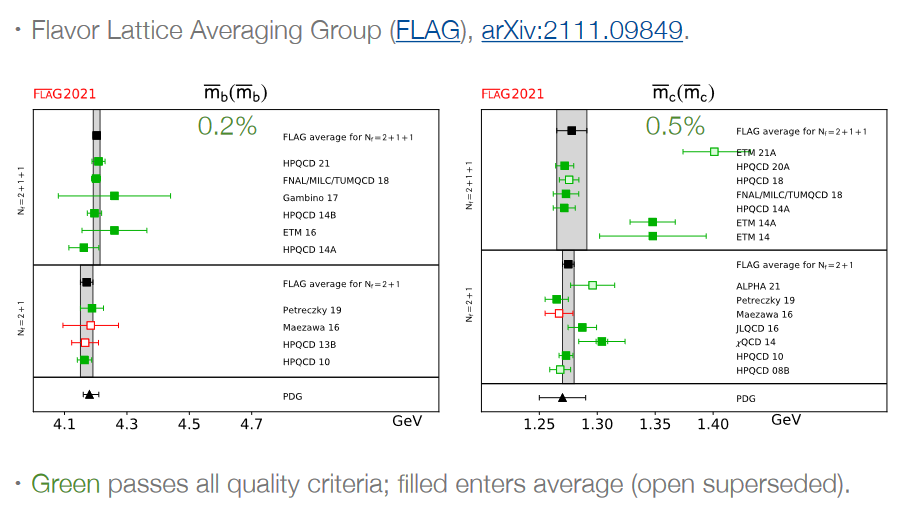 • Flavor Lattice Averaging Group (FLAG), arXiv:2111.09849.
FLAG2021
m̅b(m̅b)
0.2%
Nf=2+1+1
FLAG average for Nf=2+1+1
HPQCD 21
FNAL/MILC/TUMQCD 18
Gambino 17
HPQCD 14B
ETM 16
HPQCD 14A
Nf=2+1
FLAG average for Nf=2+1
Petreczky 19
Maezawa 16
HPQCD 13B
HPQCD 10
PDG
4.1 4.3 4.5 4.7 GeV
FLAG2021
m̅c(m̅c)
0.5%
Nf=2+1+1
FLAG average for Nf=2+1+1
ETM 21A
HPQCD 20A
HPQCD 18
FNAL/MILC/TUMQCD 18
HPQCD 14A
ETM 14A
ETM 14
Nf=2+1
FLAG average for Nf=2+1
ALPHA 21
Petreczky 19
Maezawa 16
JLQCD 16
χQCD 14
HPQCD 10
HPQCD 08B
PDG
1.25 1.30 1.35 1.40 GeV
• Green passes all quality criteria; filled enters average (open superseded).